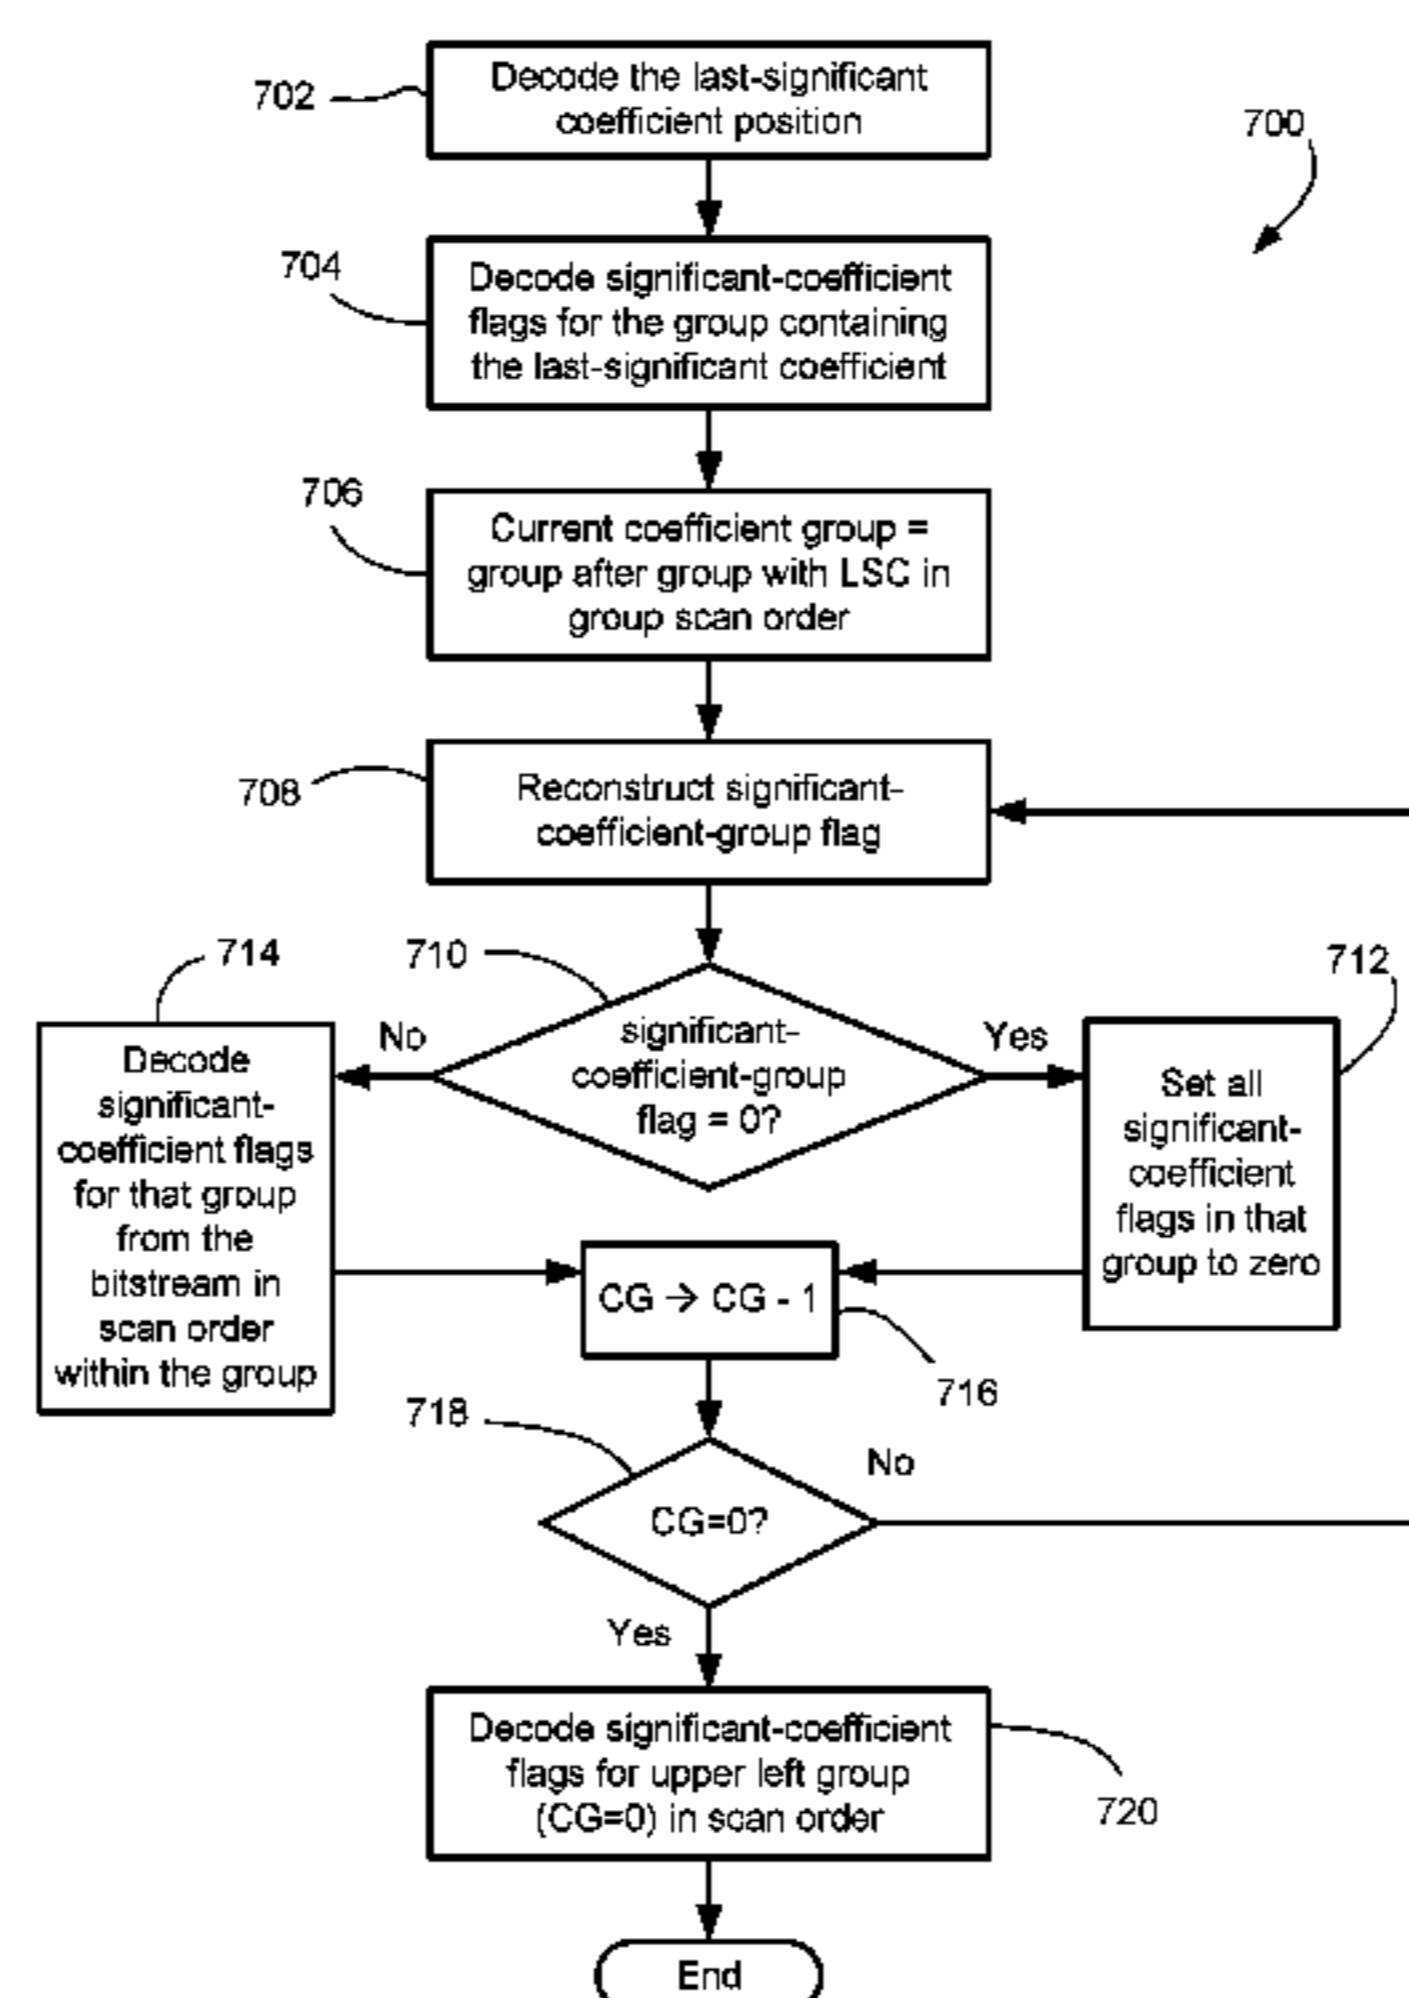 702
Decode the last-significant
coefficient position
700
704
Decode significant-coefficient
flags for the group containing
the last-significant coefficient
706
Current coefficient group =
group after group with LSC in
group scan order
708
Reconstruct significant-
coefficient-group flag
714
710
712
No
significant-
coefficient-group
flag = 0?
Yes
Decode
significant-
coefficient flags
for that group
from the
bitstream in
scan order
within the group
Set all
significant-
coefficient
flags in that
group to zero
CG → CG - 1
716
718
CG=0?
No
Yes
Decode significant-coefficient
flags for upper left group
(CG=0) in scan order
720
End